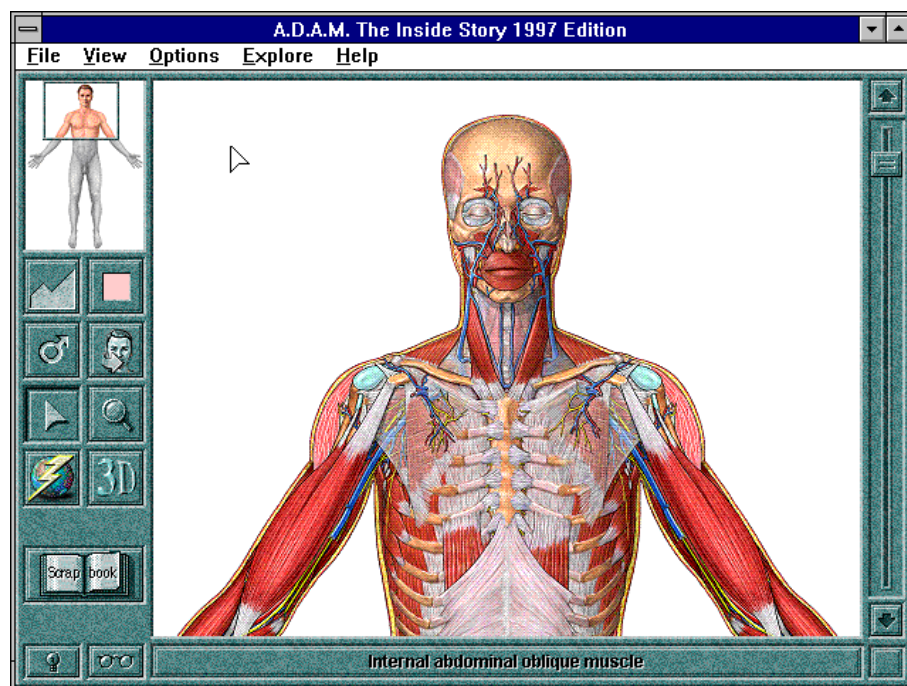 A.D.A.M. The Inside Story 1997 Edition
File View Options Explore Help
3D
Scrap book
Internal abdominal oblique muscle